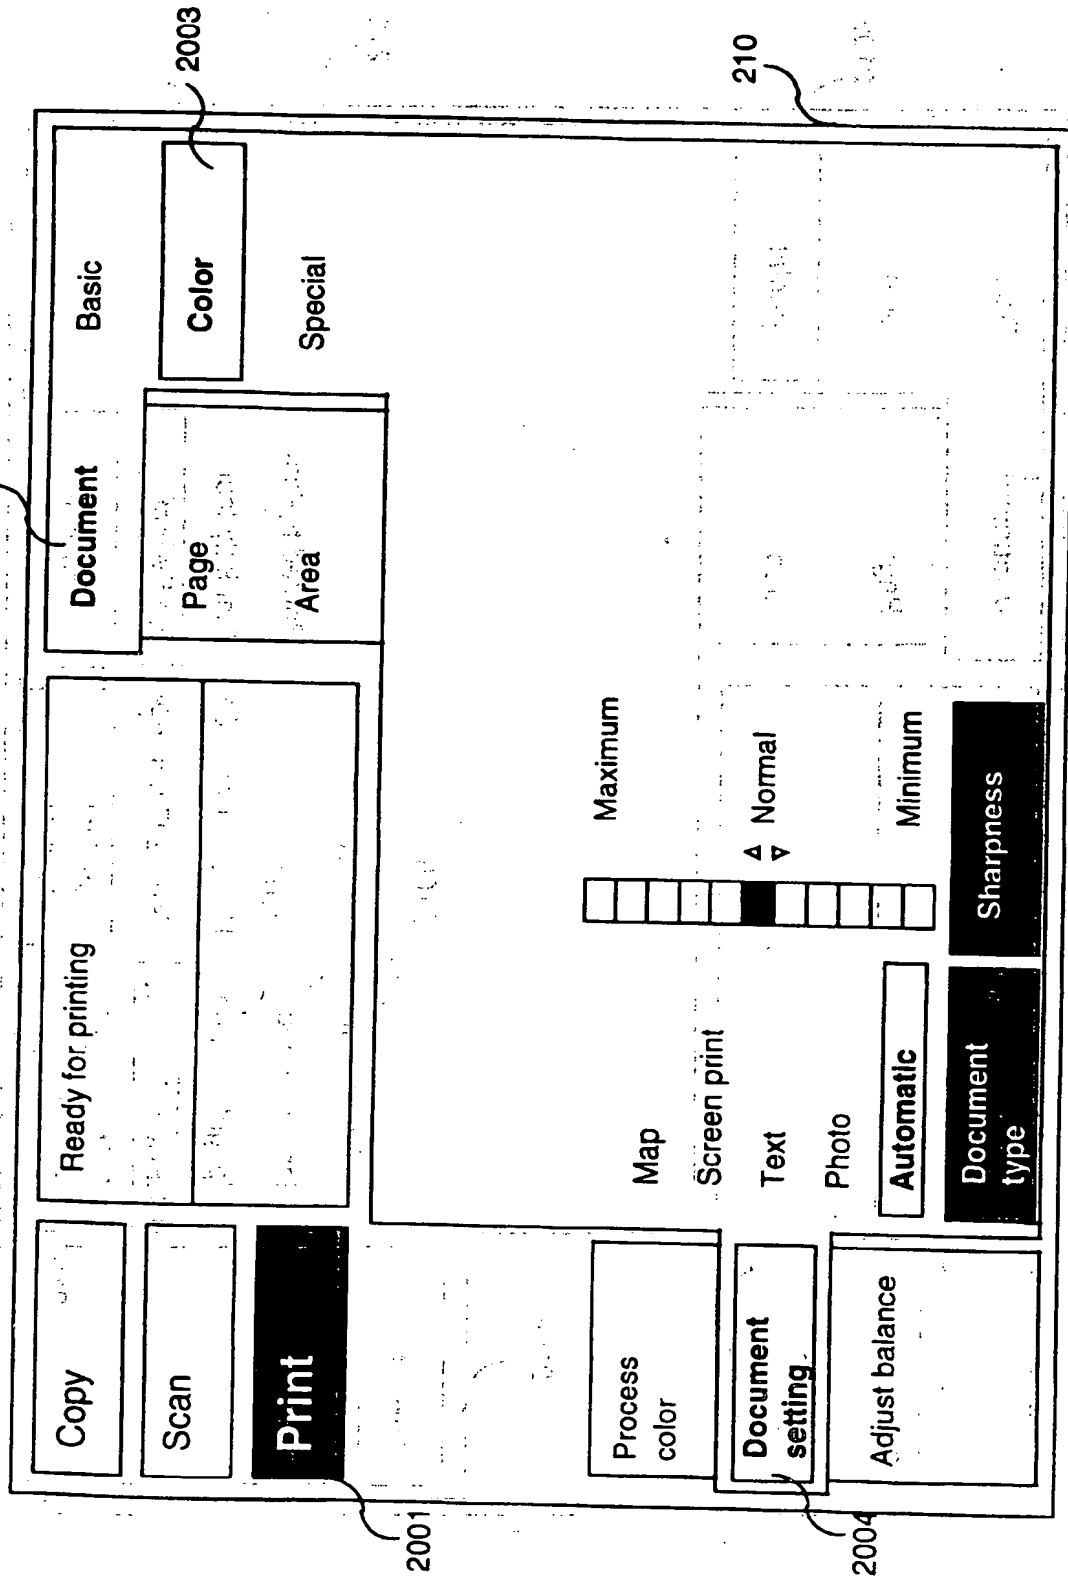 Copy
Scan
Print
2001
Ready for printing
Document
Page
Area
Basic
Color
Special
2003
210
Process
color
Document
setting
2004
Adjust balance
Map
Screen print
Text
Photo
Automatic
Document
type
Maximum
Normal
Minimum
Sharpness